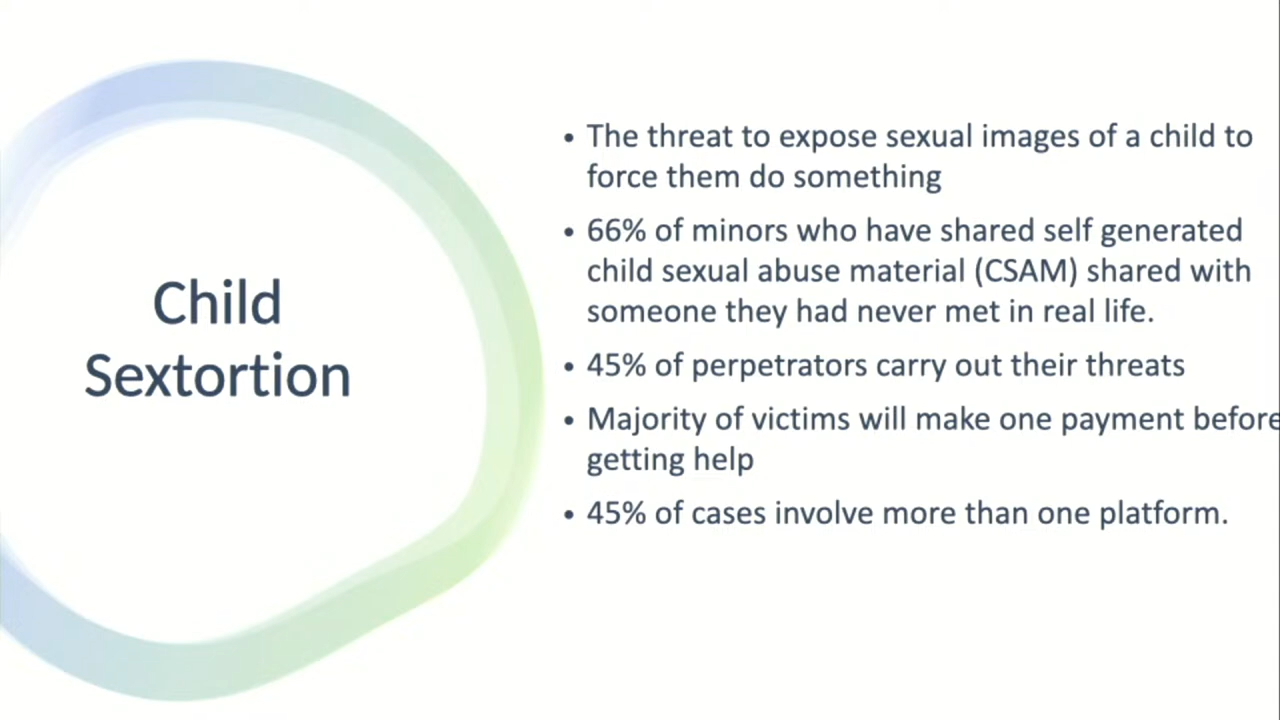 Child
Sextortion
• The threat to expose sexual images of a child to
force them do something
• 66% of minors who have shared self generated
child sexual abuse material (CSAM) shared with
someone they had never met in real life.
• 45% of perpetrators carry out their threats
• Majority of victims will make one payment before
getting help
• 45% of cases involve more than one platform.